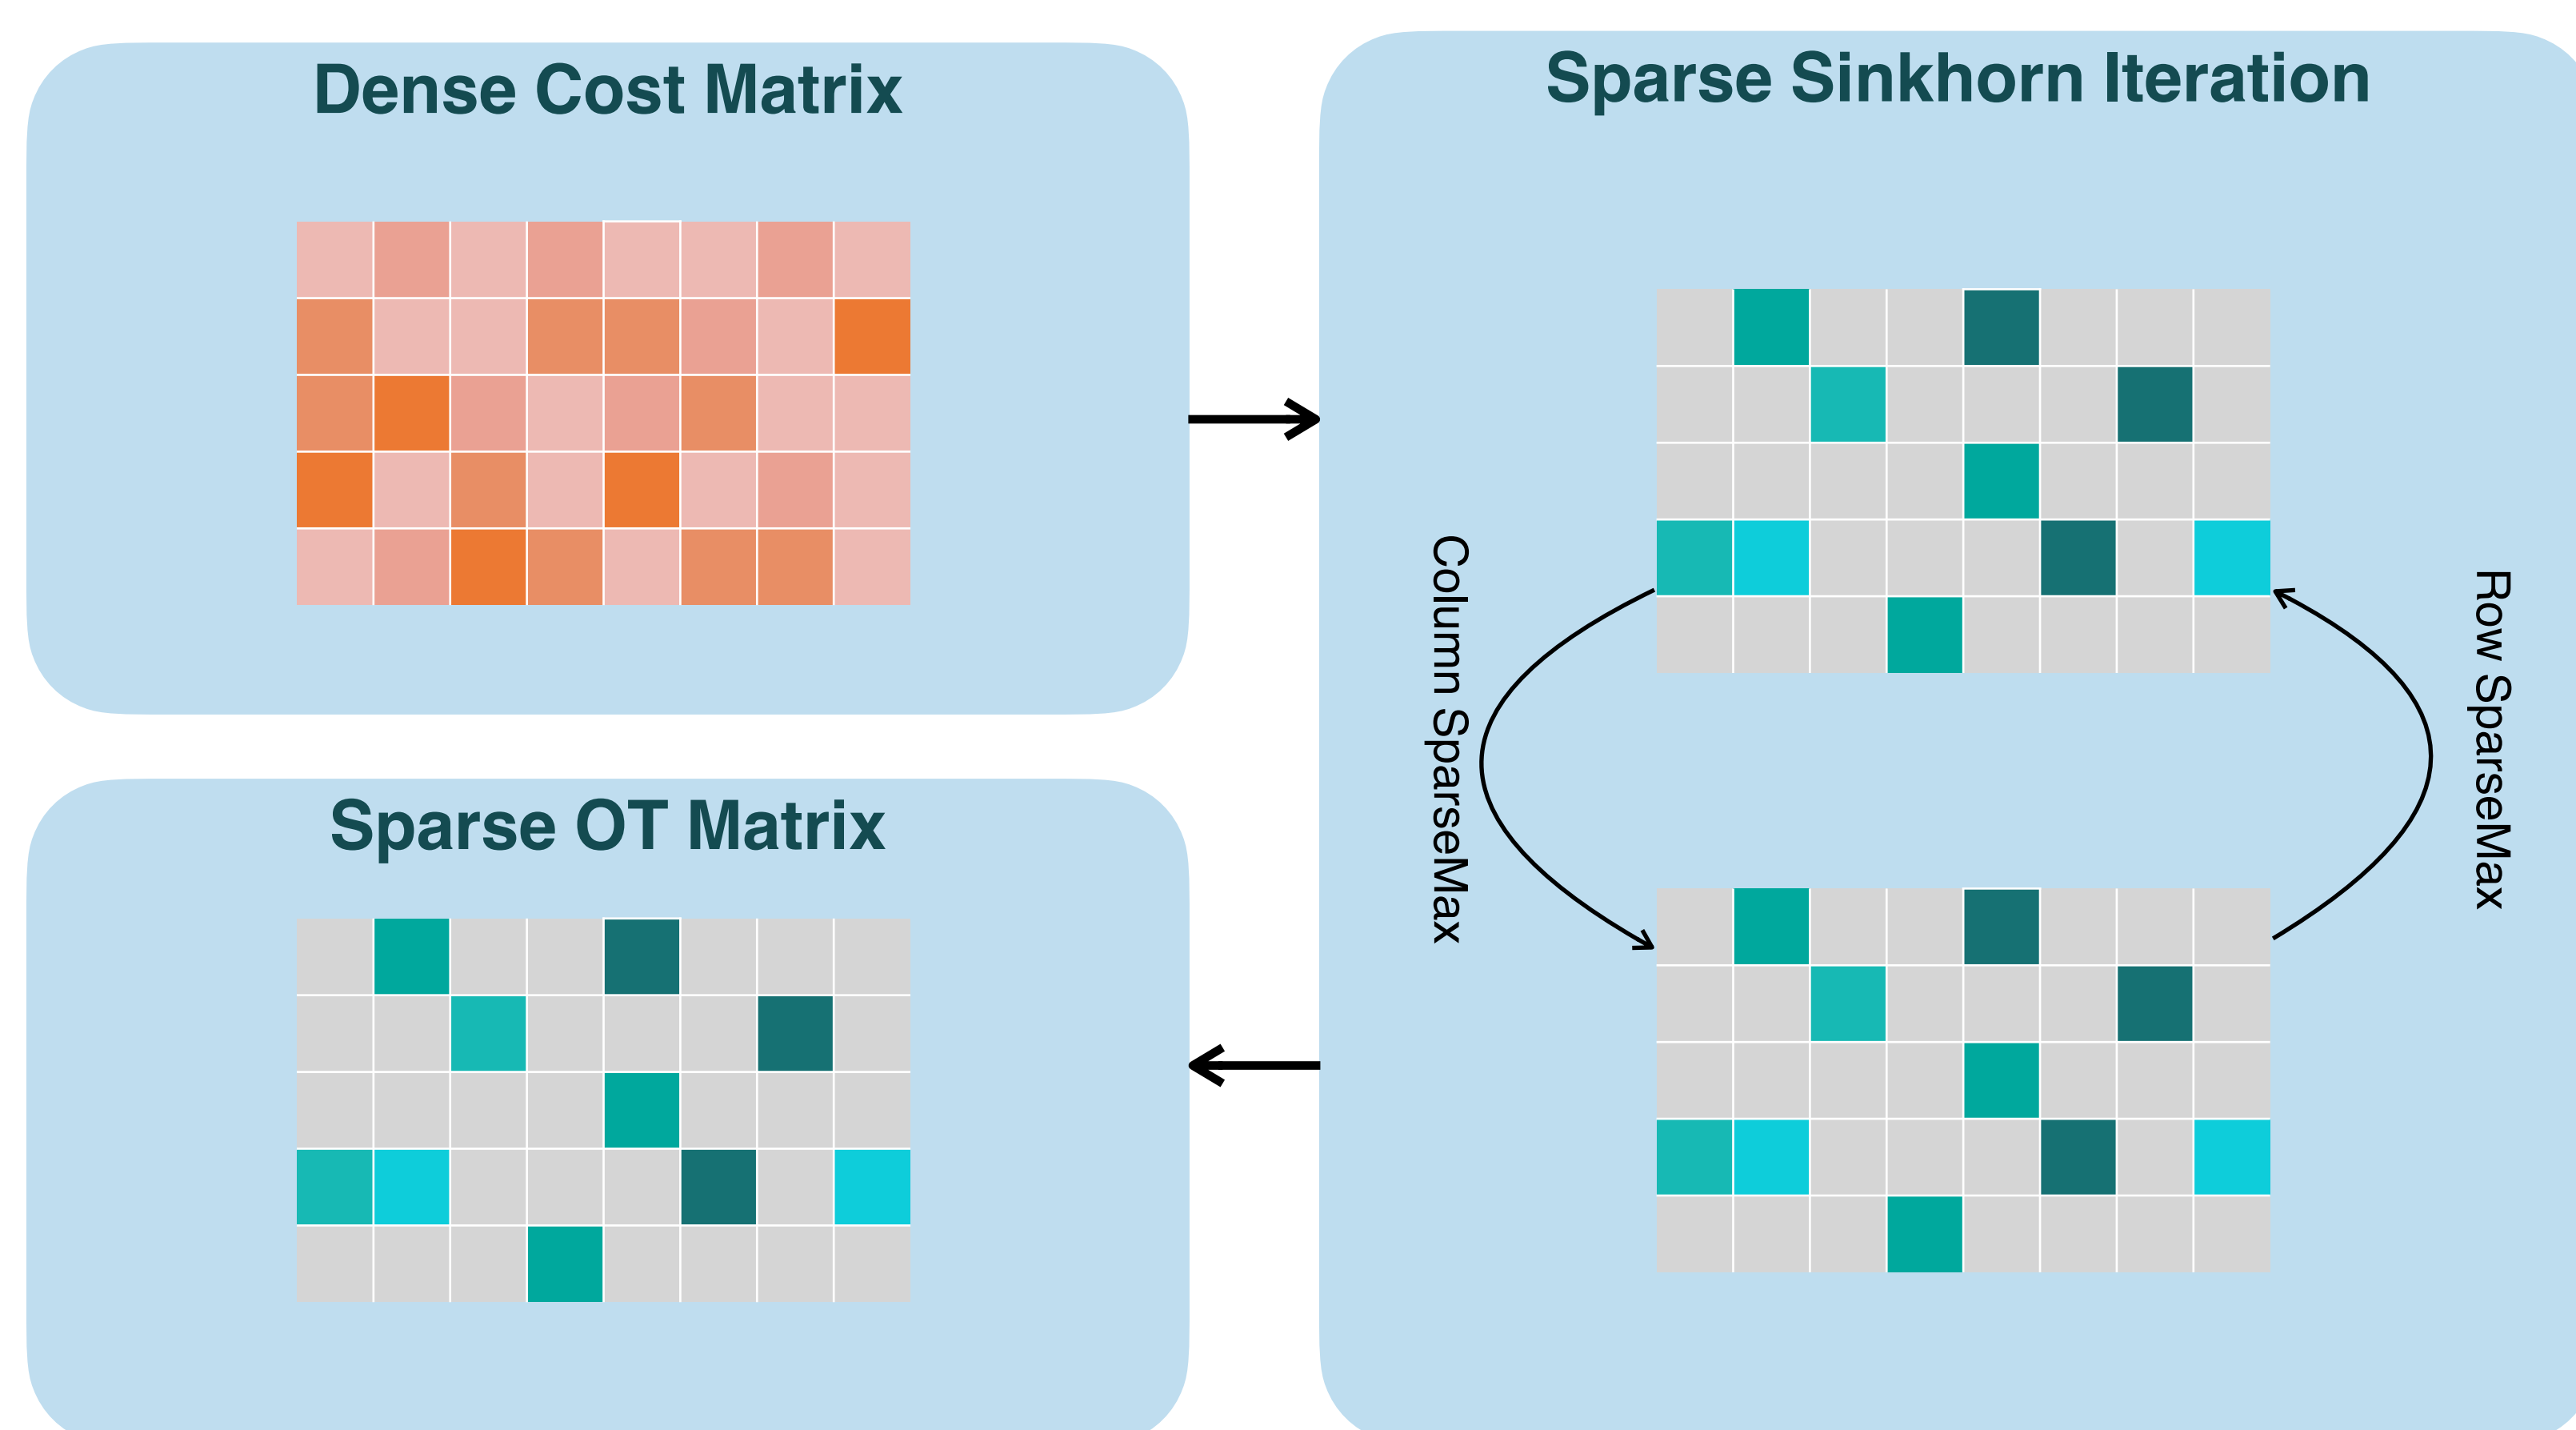 Dense Cost Matrix
Sparse Sinkhorn Iteration
Column SparseMax
Row SparseMax
Sparse OT Matrix